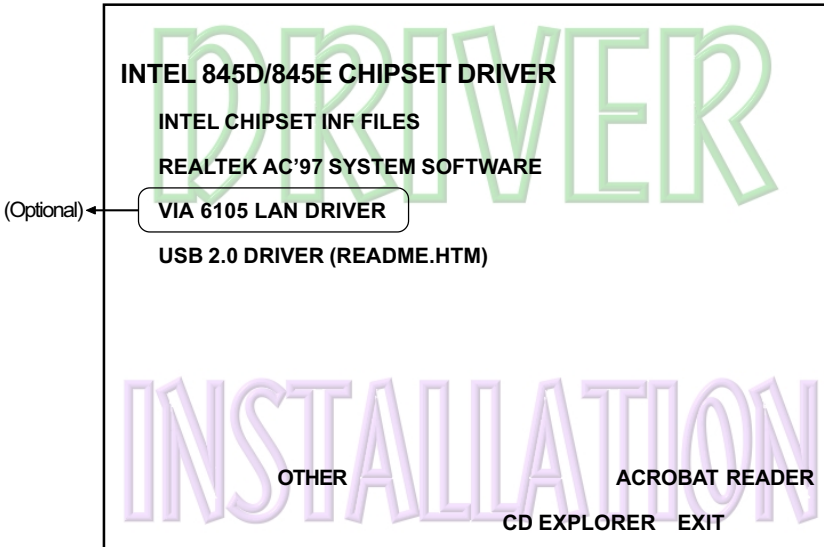 DRIVER
INTEL 845D/845E CHIPSET DRIVER
INTEL CHIPSET INF FILES
REALTEK AC’97 SYSTEM SOFTWARE
(Optional)
VIA 6105 LAN DRIVER
USB 2.0 DRIVER (README.HTM)
INSTALLATION
OTHER
ACROBAT READER
CD EXPLORER
EXIT